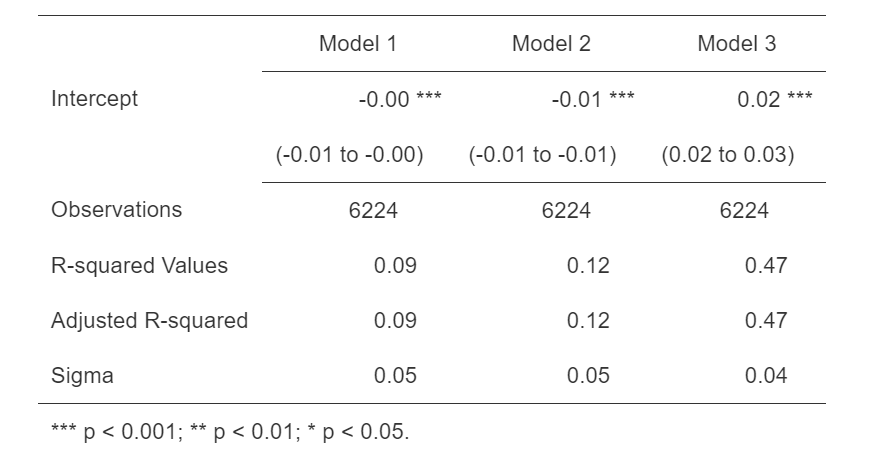 Model 1 Model 2 Model 3
Intercept -0.00 *** -0.01 *** 0.02 ***
(-0.01 to -0.00) (-0.01 to -0.01) (0.02 to 0.03)
Observations 6224 6224 6224
R-squared Values 0.09 0.12 0.47
Adjusted R-squared 0.09 0.12 0.47
Sigma 0.05 0.05 0.04
*** p < 0.001; ** p < 0.01; * p < 0.05.